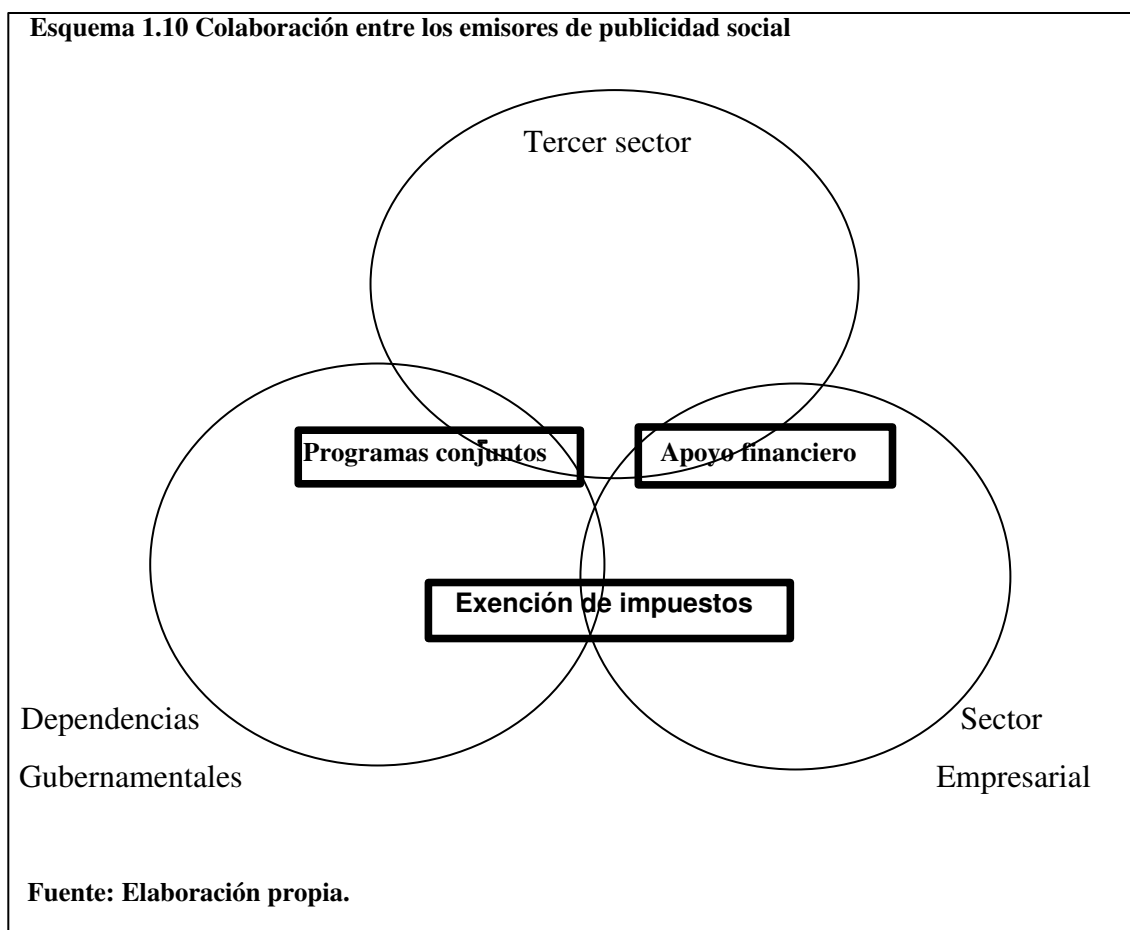 Esquema 1.10 Colaboración entre los emisores de publicidad social
Tercer sector
Programas conjuntos
Apoyo financiero
Exención de impuestos
Dependencias
Gubernamentales
Sector
Empresarial
Fuente: Elaboración propia.